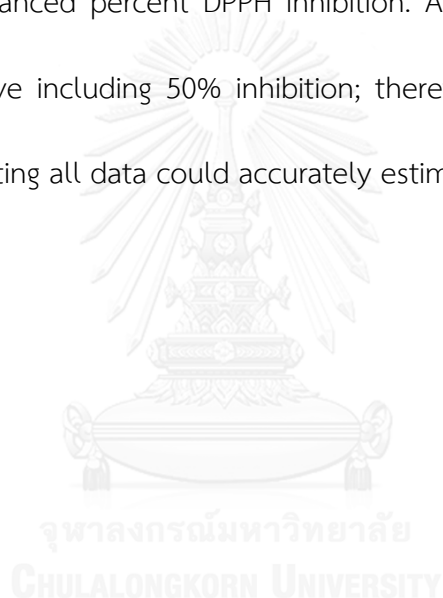 anced percent DPPH inhibition. A
ve including 50% inhibition; there
ting all data could accurately estim
จุฬาลงกรณ์มหาวิทยาลัย
CHULALONGKORN UNIVERSITY